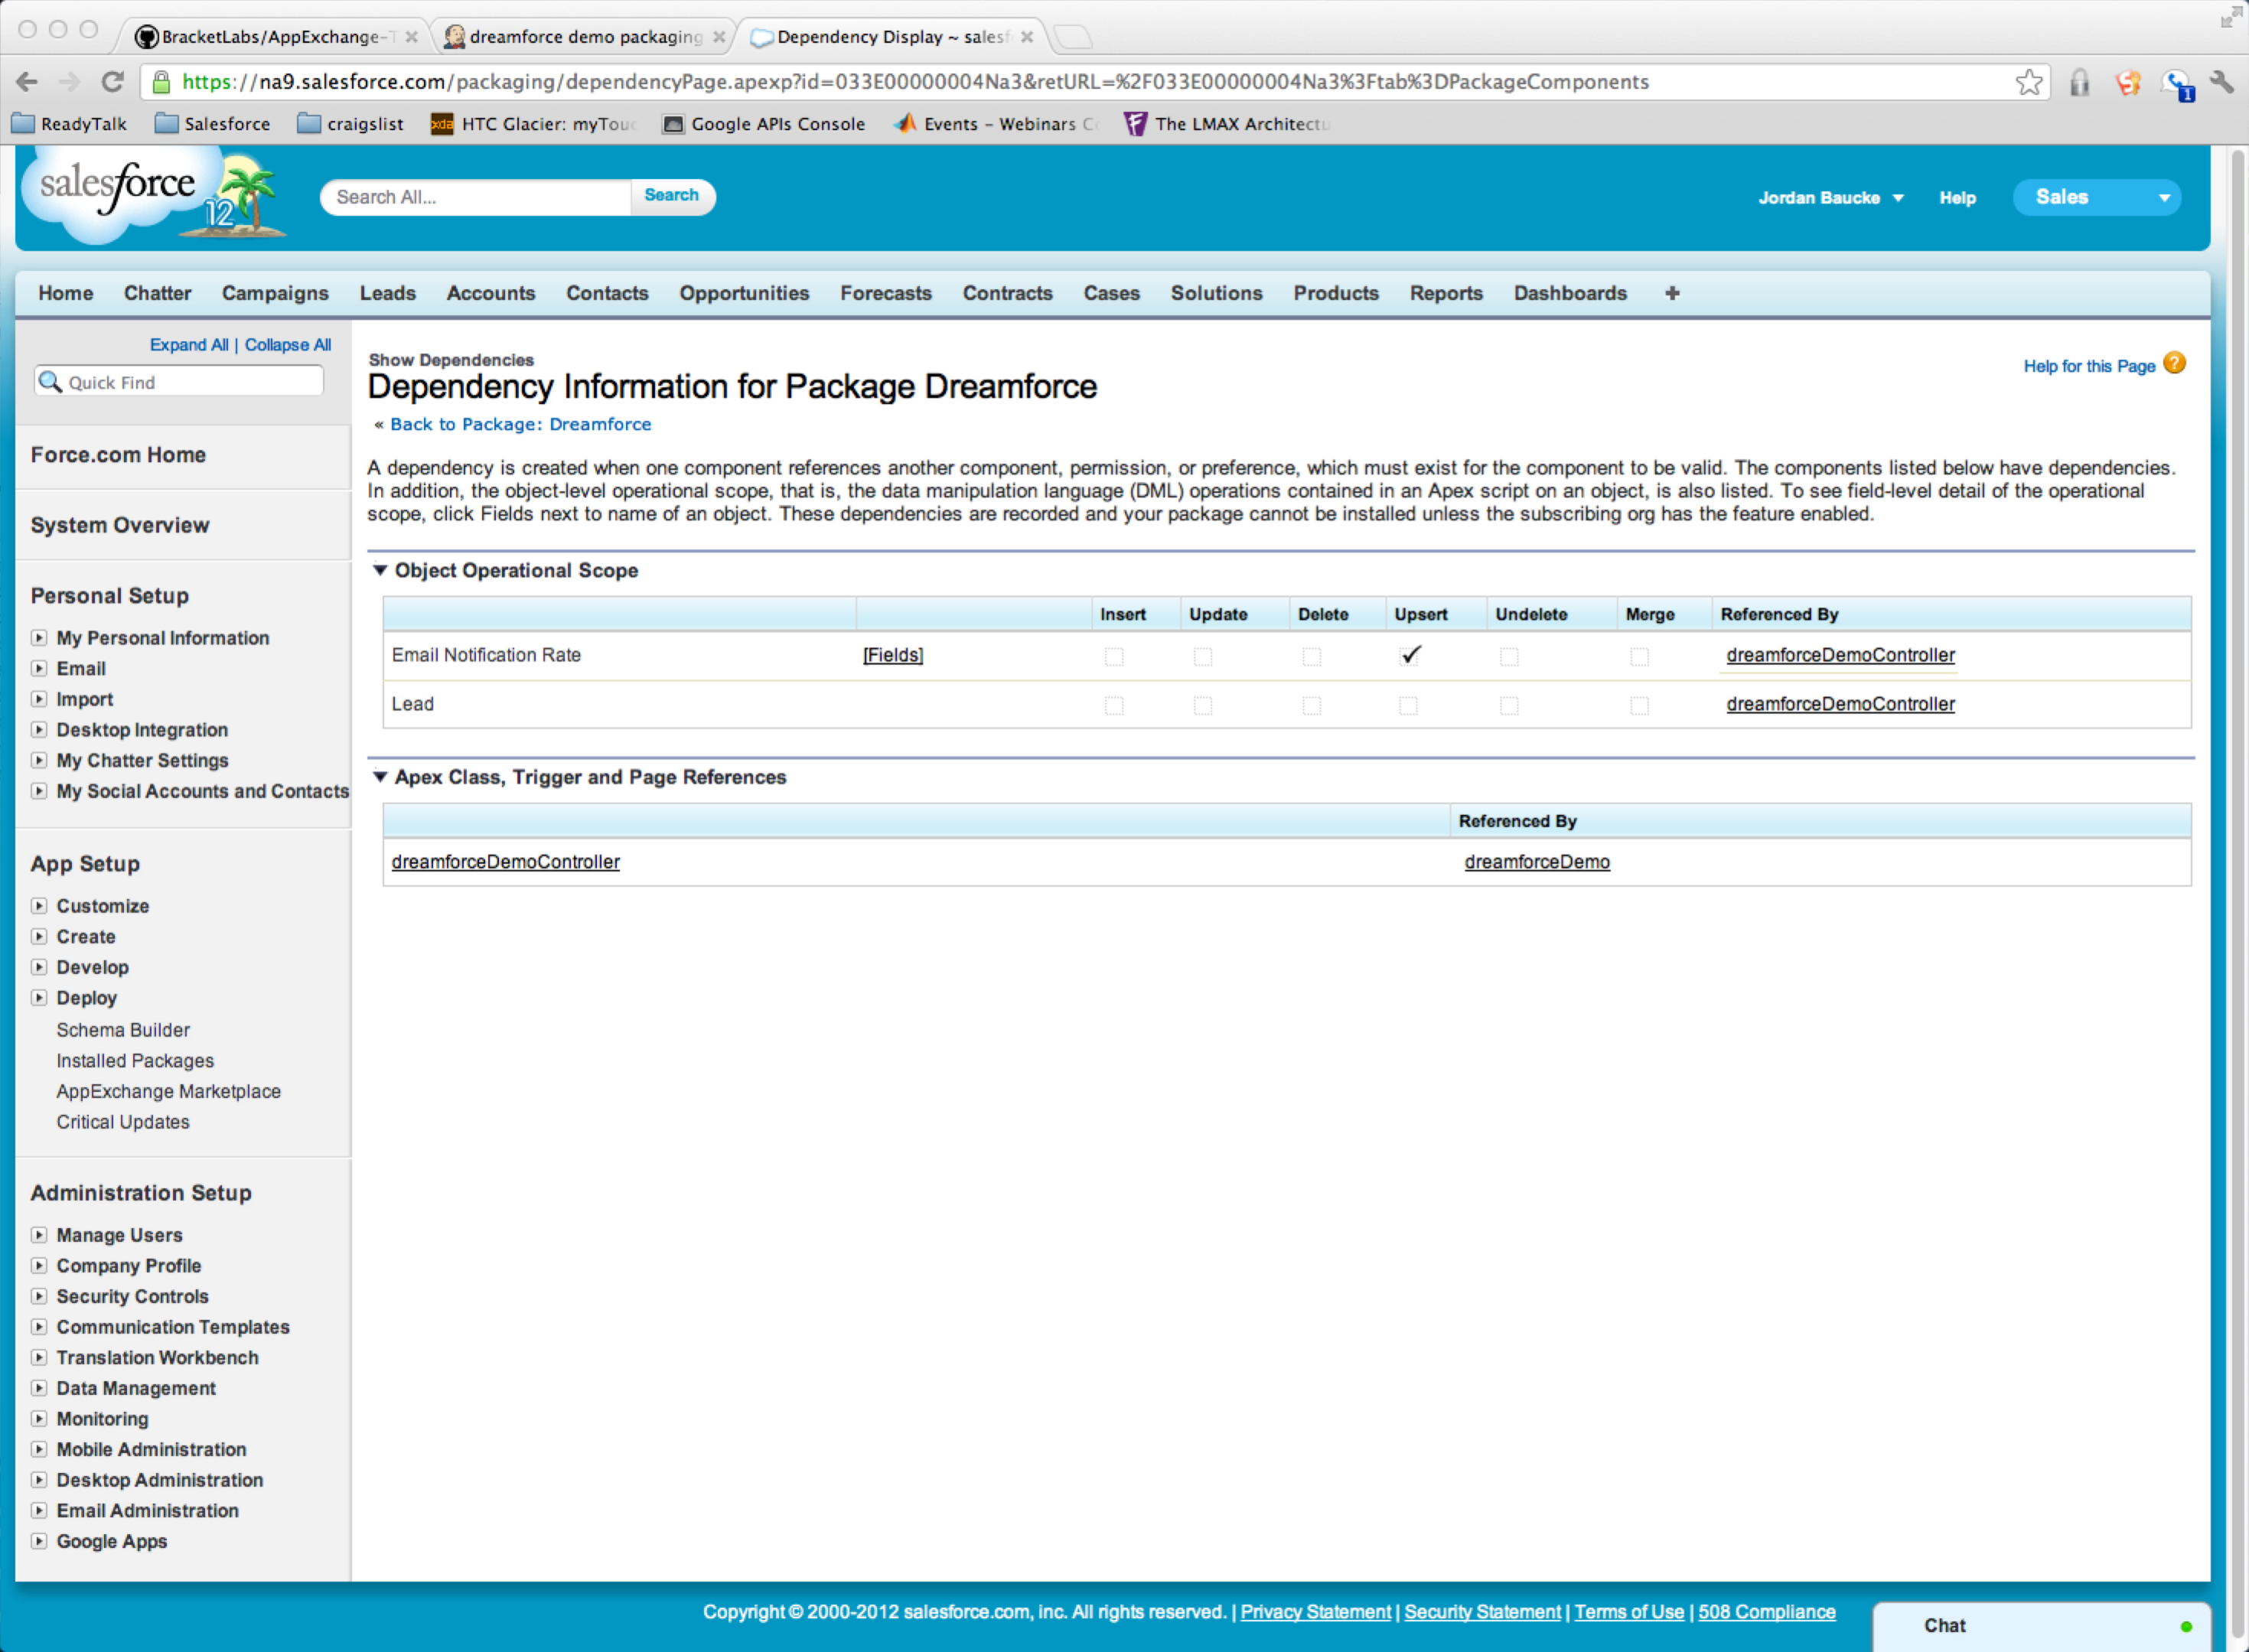 BracketLabs/AppExchange-T
dreamforce demo packaging
Dependency Display ~ salesf
https://na9.salesforce.com/packaging/dependencyPage.apexp?id=033E00000004Na3&retURL=%2F033E00000004Na3%3Ftab%3DPackageComponents
1
ReadyTalk Salesforce craigslist xda HTC Glacier: myTouc Google APIs Console Events – Webinars C The LMAX Architectu
salesforce
12
Search All... Search
Jordan Baucke Help Sales
Home Chatter Campaigns Leads Accounts Contacts Opportunities Forecasts Contracts Cases Solutions Products Reports Dashboards +
Expand All | Collapse All
Quick Find
Force.com Home
System Overview
Personal Setup
My Personal Information
Email
Import
Desktop Integration
My Chatter Settings
My Social Accounts and Contacts
App Setup
Customize
Create
Develop
Deploy
Schema Builder
Installed Packages
AppExchange Marketplace
Critical Updates
Administration Setup
Manage Users
Company Profile
Security Controls
Communication Templates
Translation Workbench
Data Management
Monitoring
Mobile Administration
Desktop Administration
Email Administration
Google Apps
Show Dependencies
Dependency Information for Package Dreamforce
Help for this Page ?
« Back to Package: Dreamforce
A dependency is created when one component references another component, permission, or preference, which must exist for the component to be valid. The components listed below have dependencies.
In addition, the object-level operational scope, that is, the data manipulation language (DML) operations contained in an Apex script on an object, is also listed. To see field-level detail of the operational
scope, click Fields next to name of an object. These dependencies are recorded and your package cannot be installed unless the subscribing org has the feature enabled.
Object Operational Scope
Insert Update Delete Upsert Undelete Merge Referenced By
Email Notification Rate [Fields] ✓ dreamforceDemoController
Lead dreamforceDemoController
Apex Class, Trigger and Page References
Referenced By
dreamforceDemoController dreamforceDemo
Copyright © 2000-2012 salesforce.com, inc. All rights reserved. | Privacy Statement | Security Statement | Terms of Use | 508 Compliance
Chat